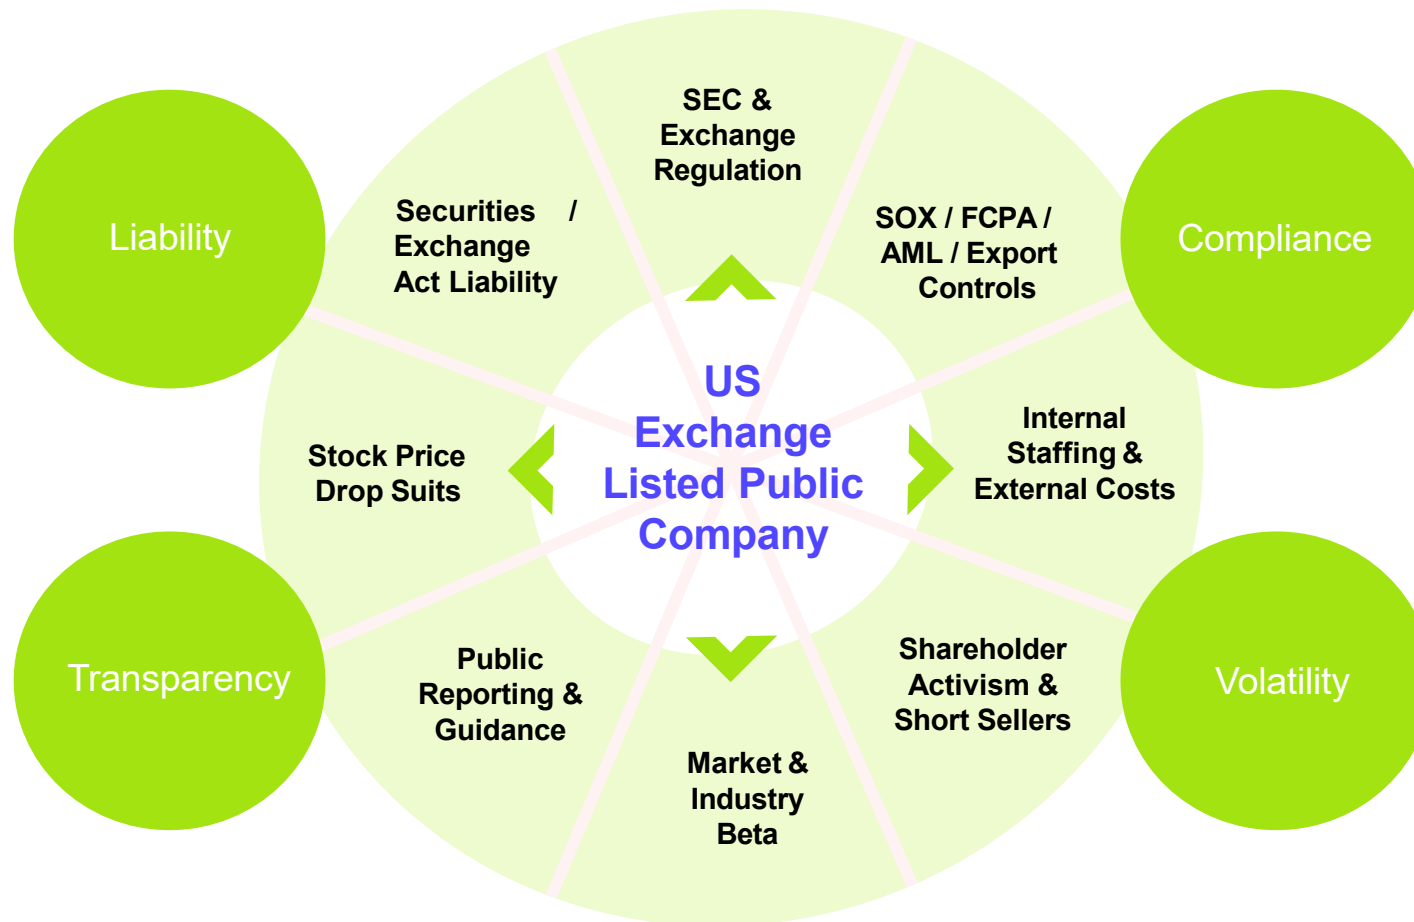 SEC &
Exchange
Regulation
Securities /
Exchange
Act Liability
SOX / FCPA /
AML / Export
Controls
Liability
Compliance
US
Exchange
Listed Public
Company
Stock Price
Drop Suits
Internal
Staffing &
External Costs
Transparency
Public
Reporting &
Guidance
Shareholder
Activism &
Short Sellers
Volatility
Market &
Industry
Beta